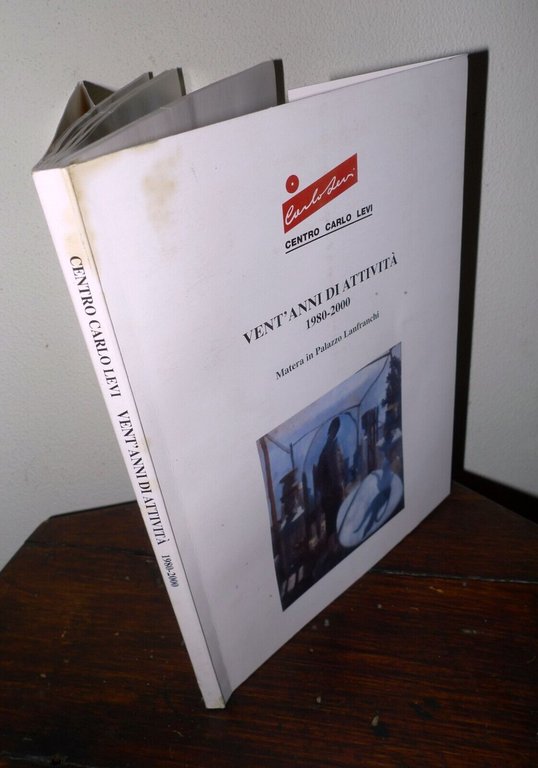 Carlo Levi
CENTRO CARLO LEVI
VENT'ANNI DI ATTIVITÀ
1980-2000
Matera in Palazzo Lanfranchi
CENTRO CARLO LEVI VENT'ANNI DI ATTIVITÀ 1980-2000